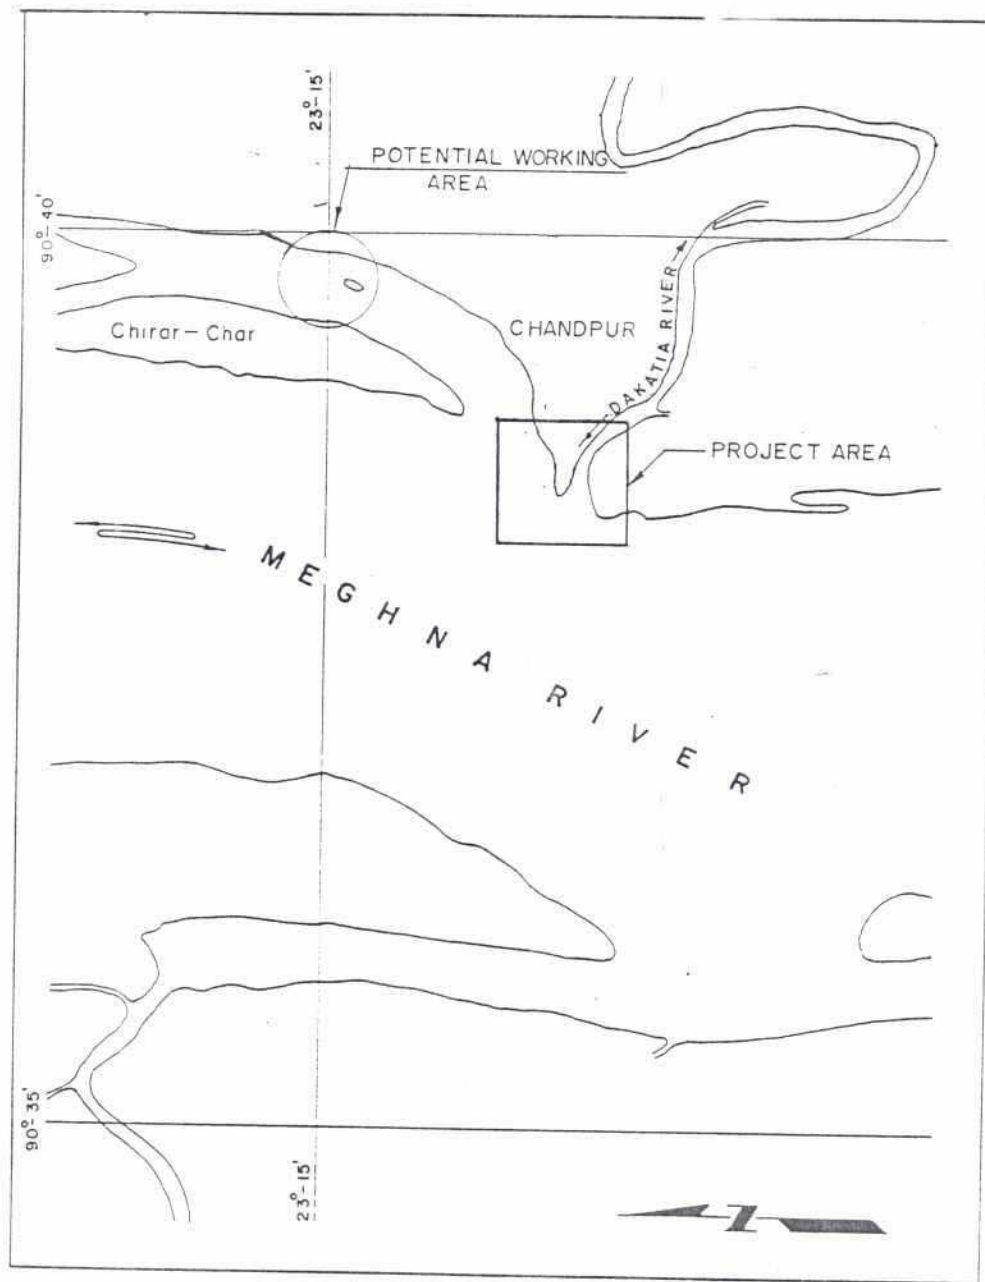 23°-15'
POTENTIAL WORKING
AREA
90°-40'
Chirar-Char
CHANDPUR
DAKATIA RIVER
PROJECT AREA
MEGHNA RIVER
90°-35'
23°-15'
N